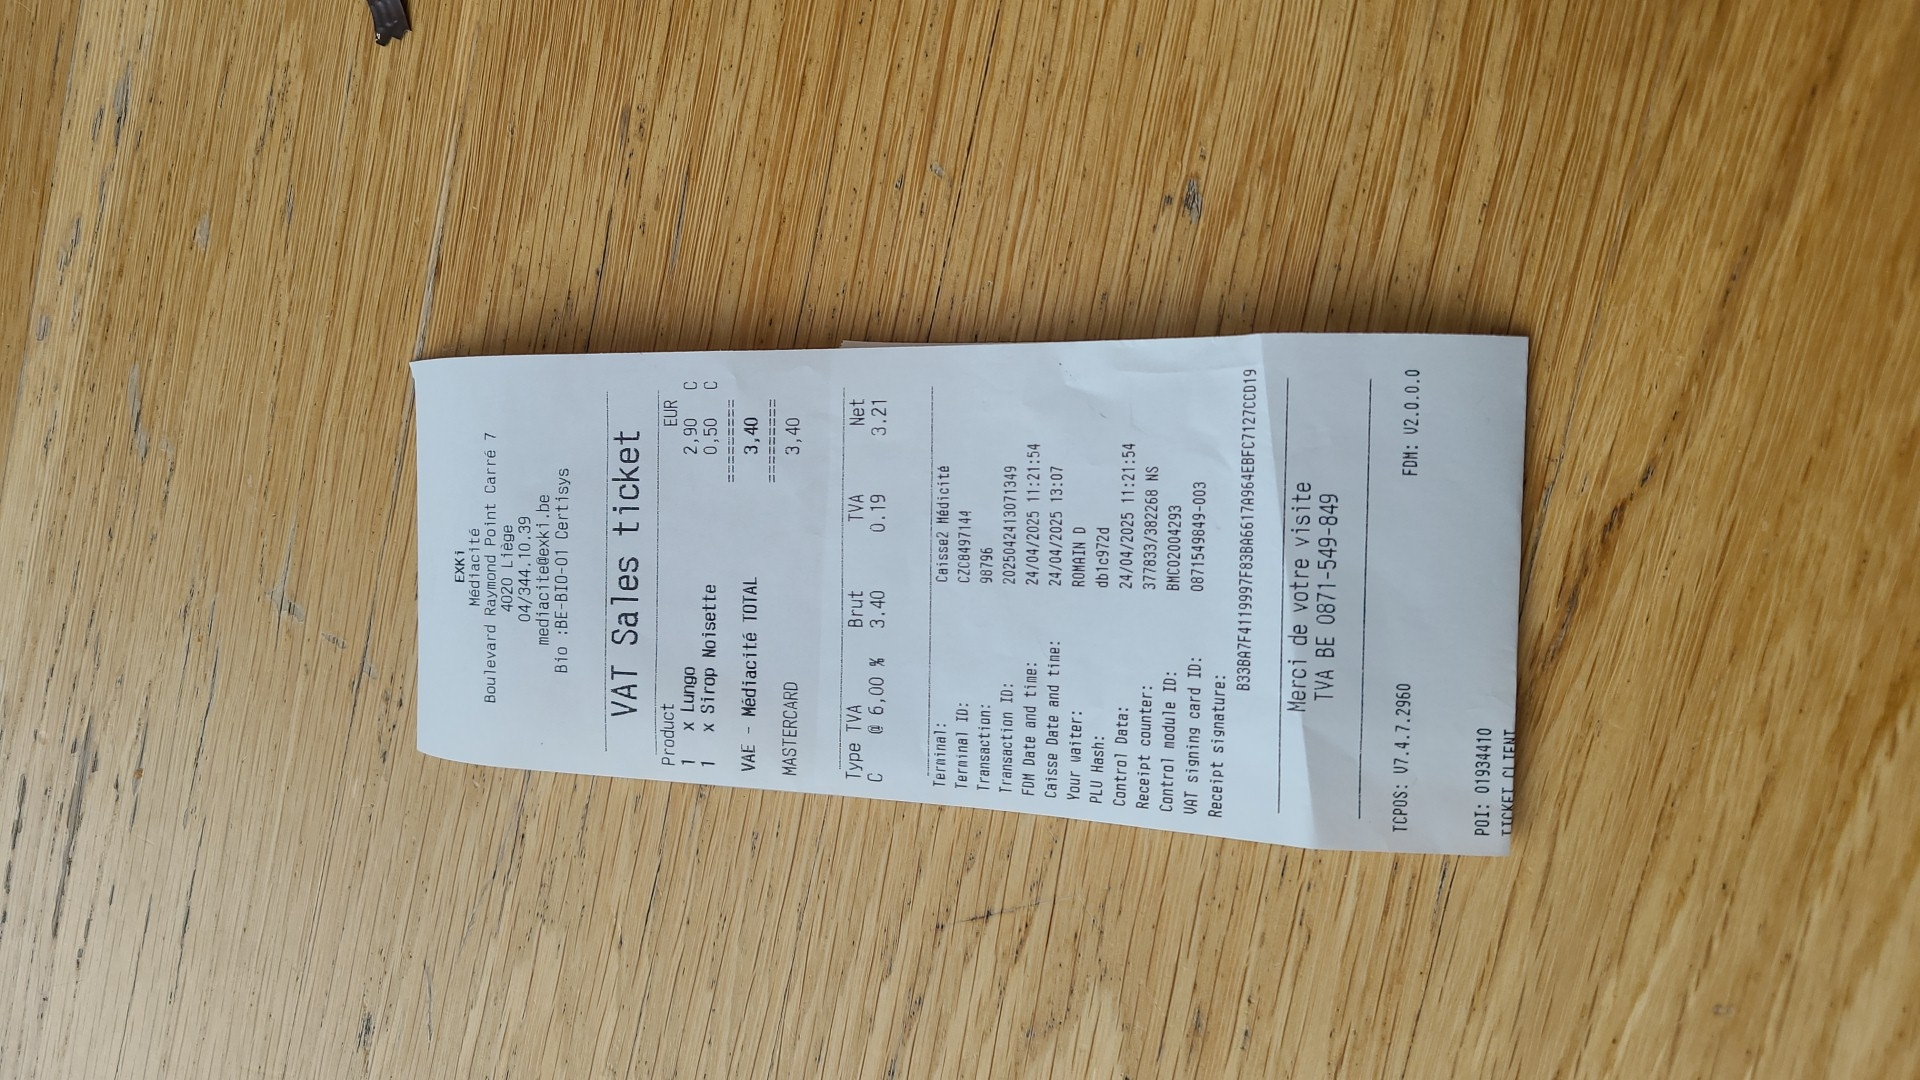 EXKi
Médiacité
Boulevard Raymond Point Carré 7
4020 Liège
04/344.10.39
mediacite@exki.be
Bio :BE-BIO-01 Certisys
VAT Sales ticket
Product EUR
1 x Lungo 2,90 C
1 x Sirop Noisette 0,50 C
=========
VAE - Médiacité TOTAL 3,40
=========
MASTERCARD 3,40
Type TVA Brut TVA Net
C @ 6,00 % 3.40 0.19 3.21
Terminal: Caisse2 Médicité
Terminal ID: CZC8497144
Transaction: 98796
Transaction ID: 20250424130713​49
FDM Date and time: 24/04/2025 11:21:54
Caisse Date and time: 24/04/2025 13:07
Your waiter: ROMAIN D
PLU Hash: db1c972d
Control Data: 24/04/2025 11:21:54
Receipt counter: 377833/382268 NS
Control module ID: BMC02004293
VAT signing card ID: 0871549849-003
Receipt signature:
B33BA7F4119997F83BA6617A964EBFC7127CCD19
Merci de votre visite
TVA BE 0871-549-849
TCPOS: V7.4.7.2960 FDM: V2.0.0.0
POI: 01934410
TICKET CLIENT